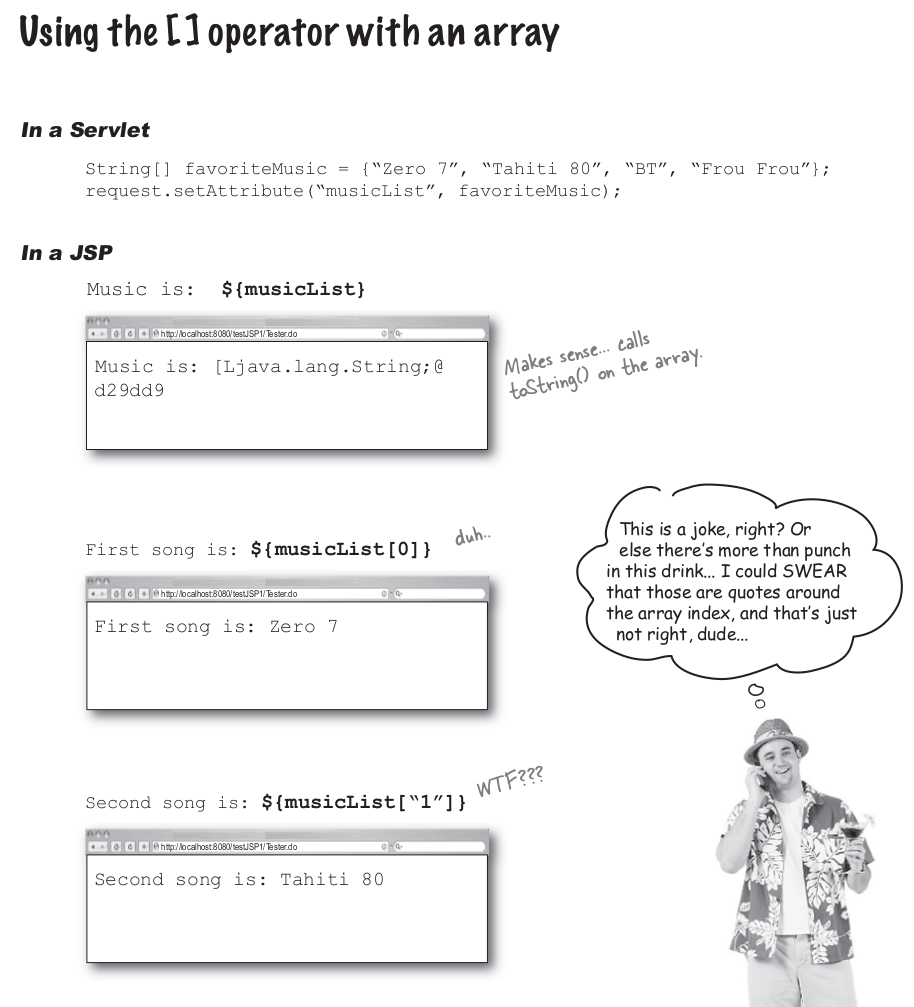 Using the [ ] operator with an array
In a Servlet
String[] favoriteMusic = {“Zero 7”, “Tahiti 80”, “BT”, “Frou Frou”};
request.setAttribute(“musicList”, favoriteMusic);
In a JSP
Music is: ${musicList}
http://localhost:8080/testJSP1/Tester.do
Music is: [Ljava.lang.String;@
d29dd9
Makes sense... calls
toString() on the array.
First song is: ${musicList[0]}
duh..
http://localhost:8080/testJSP1/Tester.do
First song is: Zero 7
This is a joke, right? Or
else there’s more than punch
in this drink... I could SWEAR
that those are quotes around
the array index, and that’s just
not right, dude...
Second song is: ${musicList[“1”]}
WTF???
http://localhost:8080/testJSP1/Tester.do
Second song is: Tahiti 80